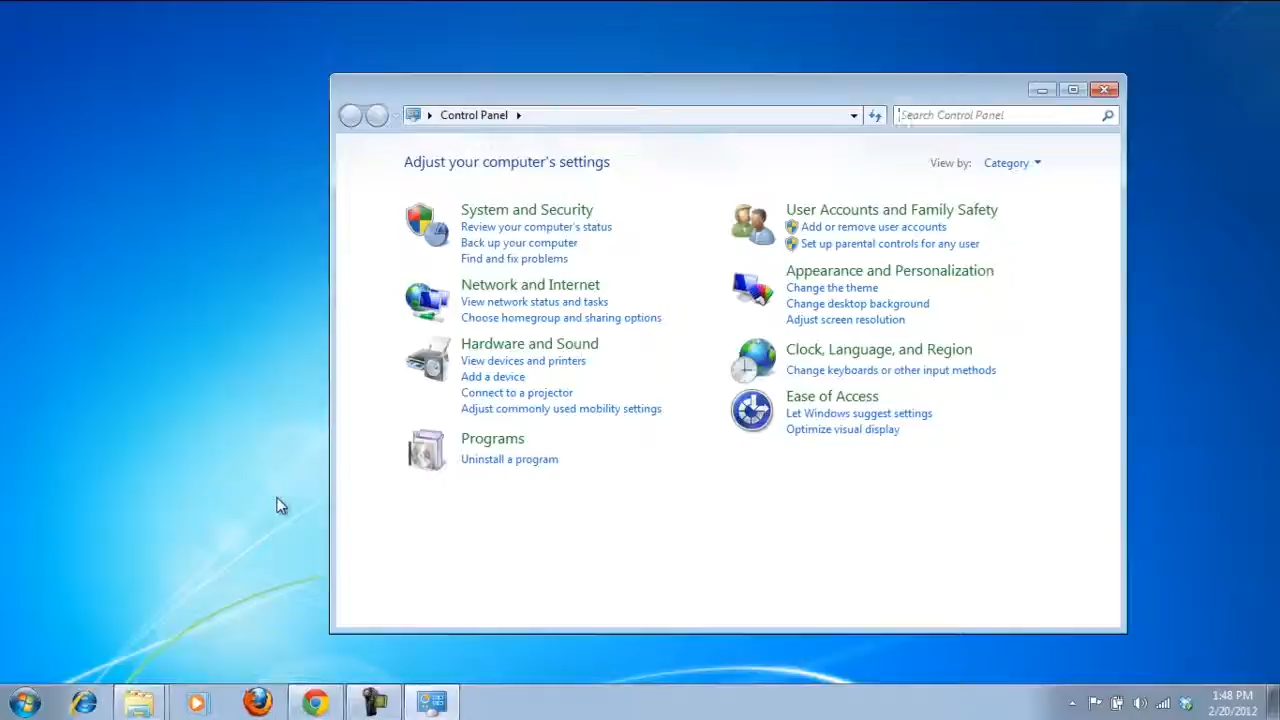 Control Panel
Search Control Panel
Adjust your computer's settings
View by: Category
System and Security
Review your computer's status
Back up your computer
Find and fix problems
Network and Internet
View network status and tasks
Choose homegroup and sharing options
Hardware and Sound
View devices and printers
Add a device
Connect to a projector
Adjust commonly used mobility settings
Programs
Uninstall a program
User Accounts and Family Safety
Add or remove user accounts
Set up parental controls for any user
Appearance and Personalization
Change the theme
Change desktop background
Adjust screen resolution
Clock, Language, and Region
Change keyboards or other input methods
Ease of Access
Let Windows suggest settings
Optimize visual display
1:48 PM
2/20/2012